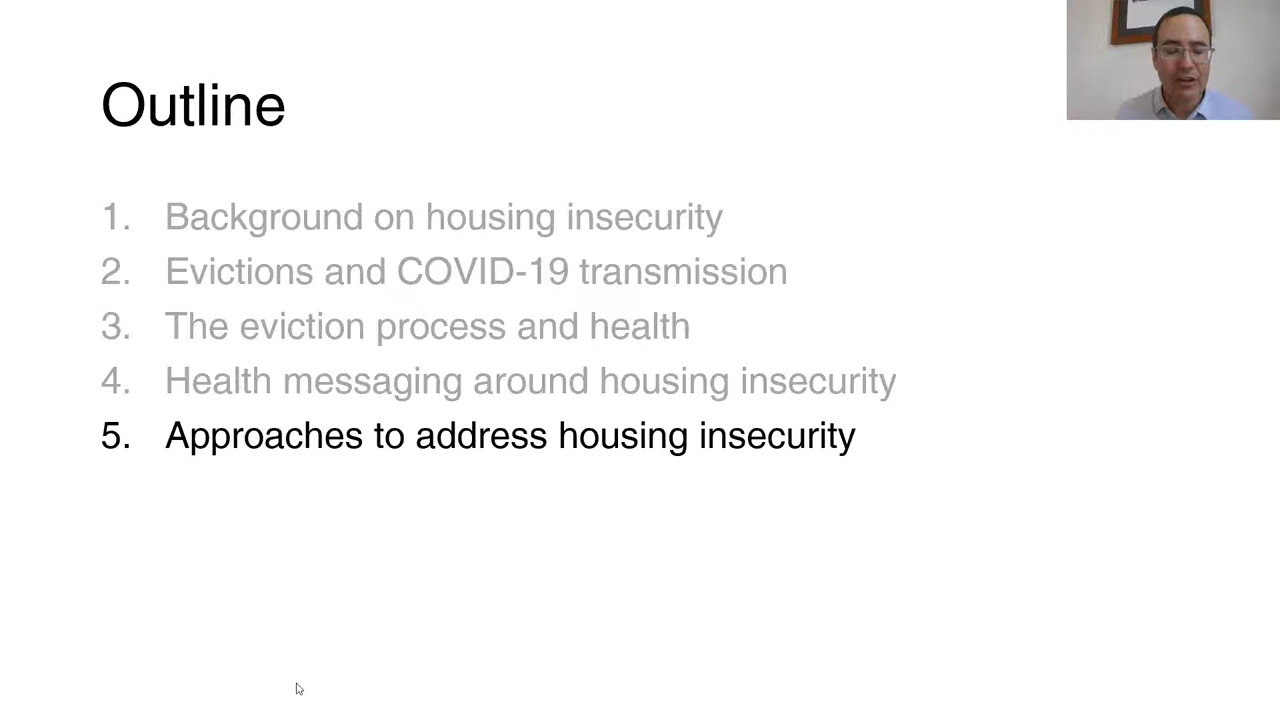 Outline
1. Background on housing insecurity
2. Evictions and COVID-19 transmission
3. The eviction process and health
4. Health messaging around housing insecurity
5. Approaches to address housing insecurity